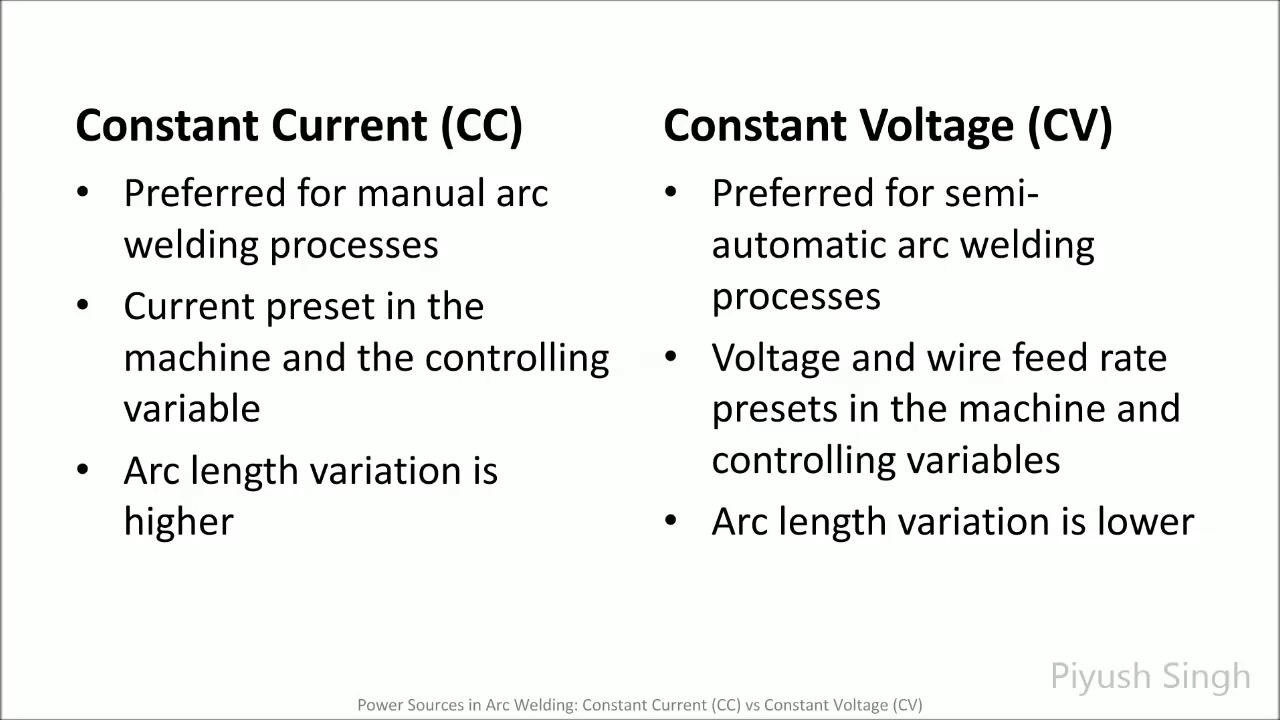 Constant Current (CC)
• Preferred for manual arc
welding processes
• Current preset in the
machine and the controlling
variable
• Arc length variation is
higher
Constant Voltage (CV)
• Preferred for semi-
automatic arc welding
processes
• Voltage and wire feed rate
presets in the machine and
controlling variables
• Arc length variation is lower
Piyush Singh
Power Sources in Arc Welding: Constant Current (CC) vs Constant Voltage (CV)